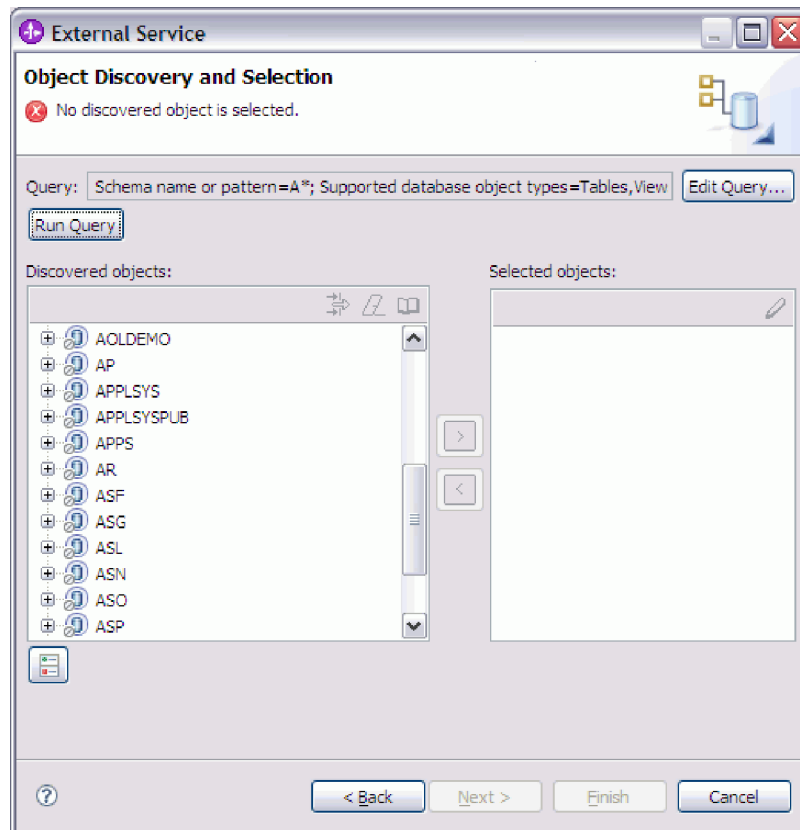 External Service
Object Discovery and Selection
No discovered object is selected.
Query: Schema name or pattern=A*; Supported database object types=Tables,View Edit Query...
Run Query
Discovered objects: Selected objects:
AOLDEMO
AP
APPLSYS
APPLSYSPUB
APPS
AR
ASF
ASG
ASL
ASN
ASO
ASP
< Back Next > Finish Cancel